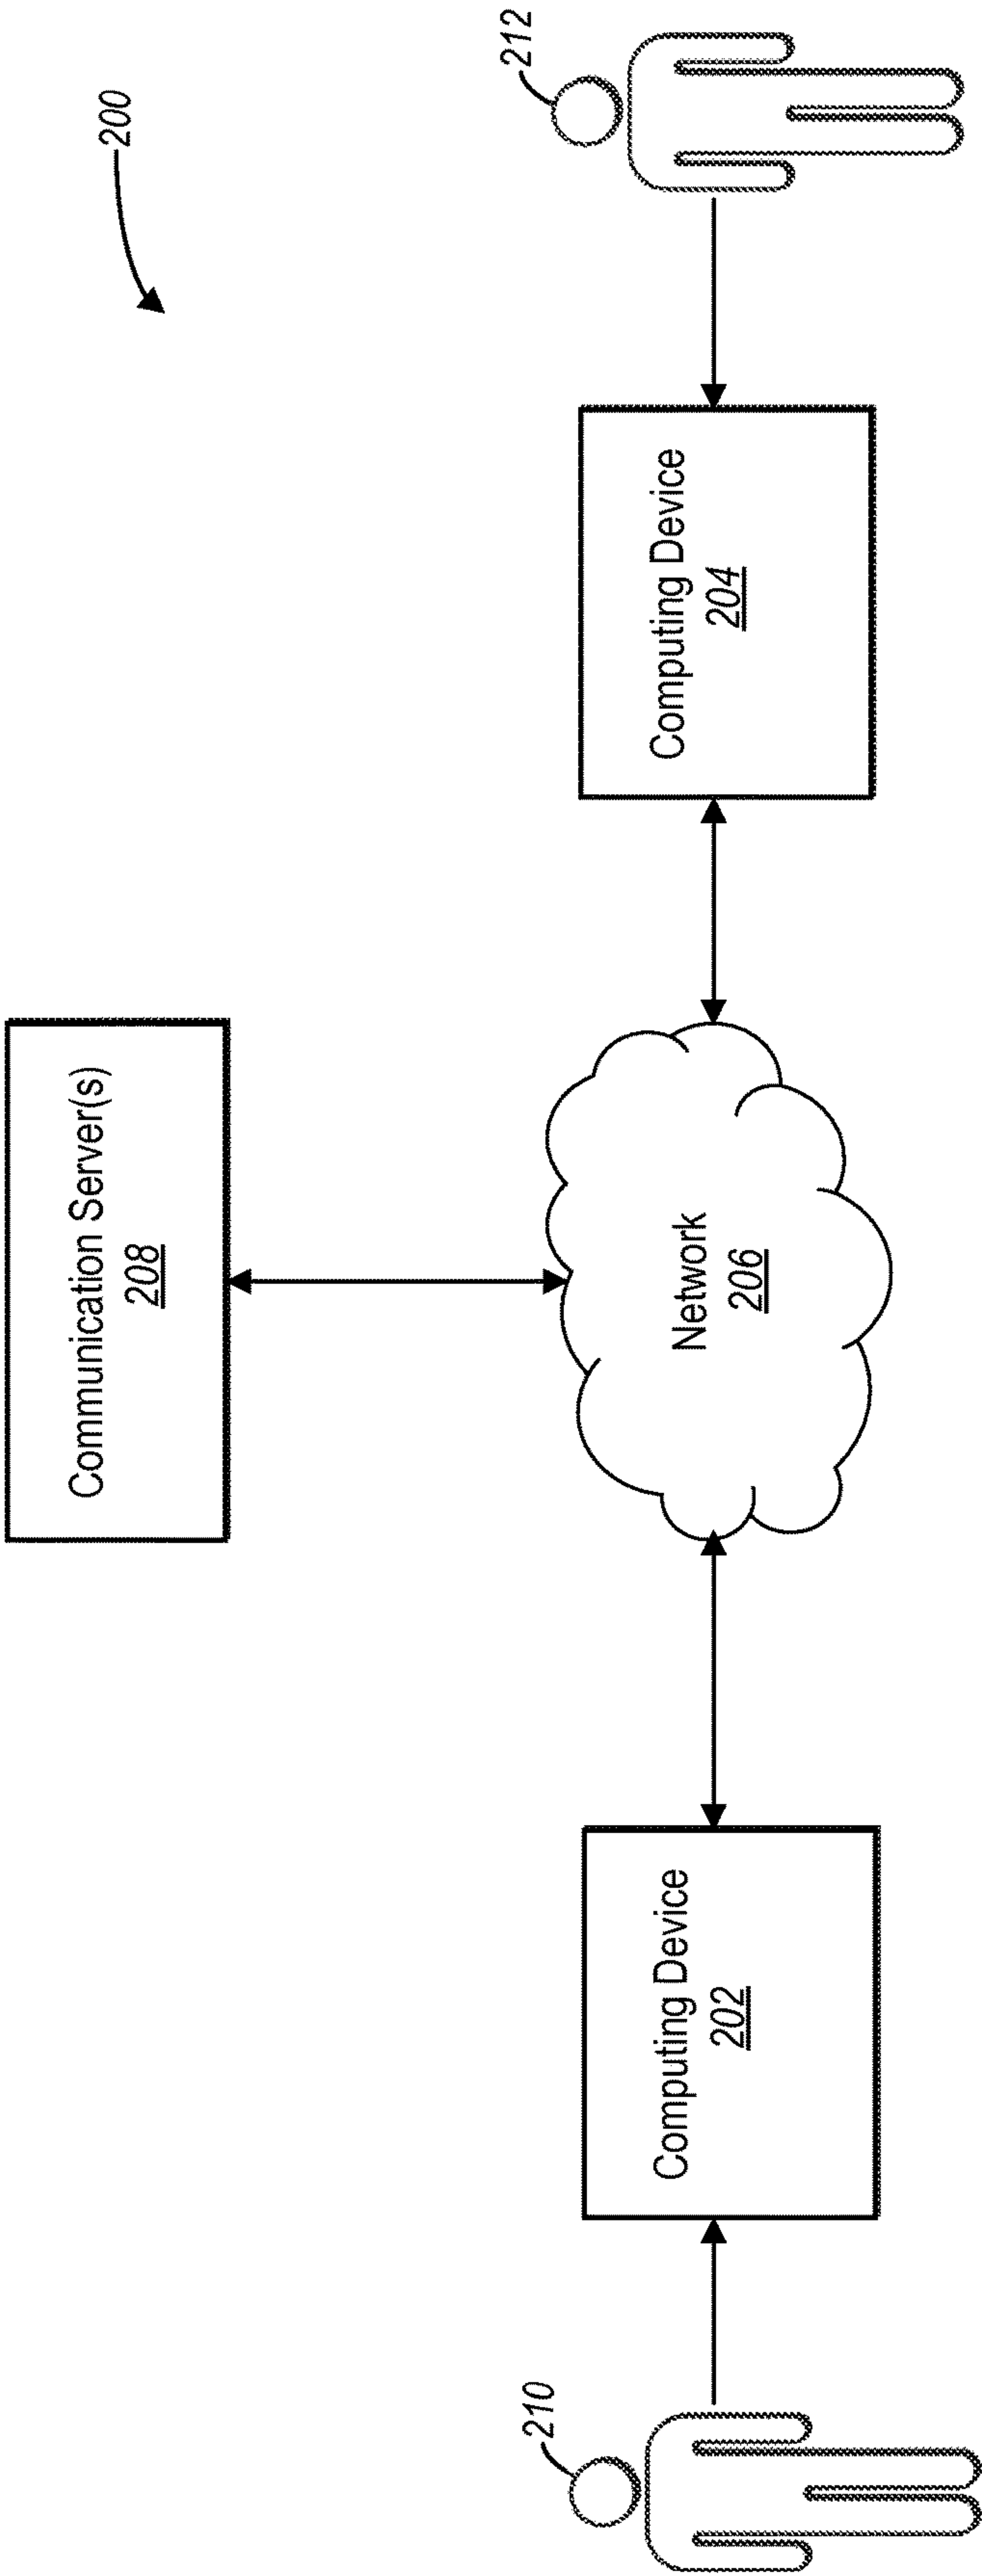 200
Communication Server(s)
208
210
212
Computing Device
202
Network
206
Computing Device
204